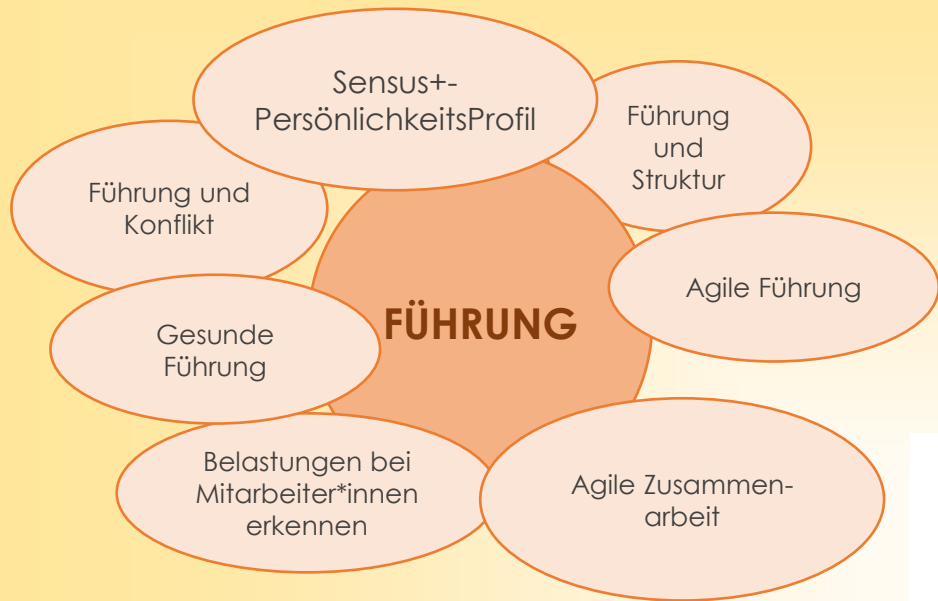 Sensus+-
PersönlichkeitsProfil
Führung
und
Struktur
Führung und
Konflikt
Agile Führung
FÜHRUNG
Gesunde
Führung
Belastungen bei
Mitarbeiter*innen
erkennen
Agile Zusammen-
arbeit